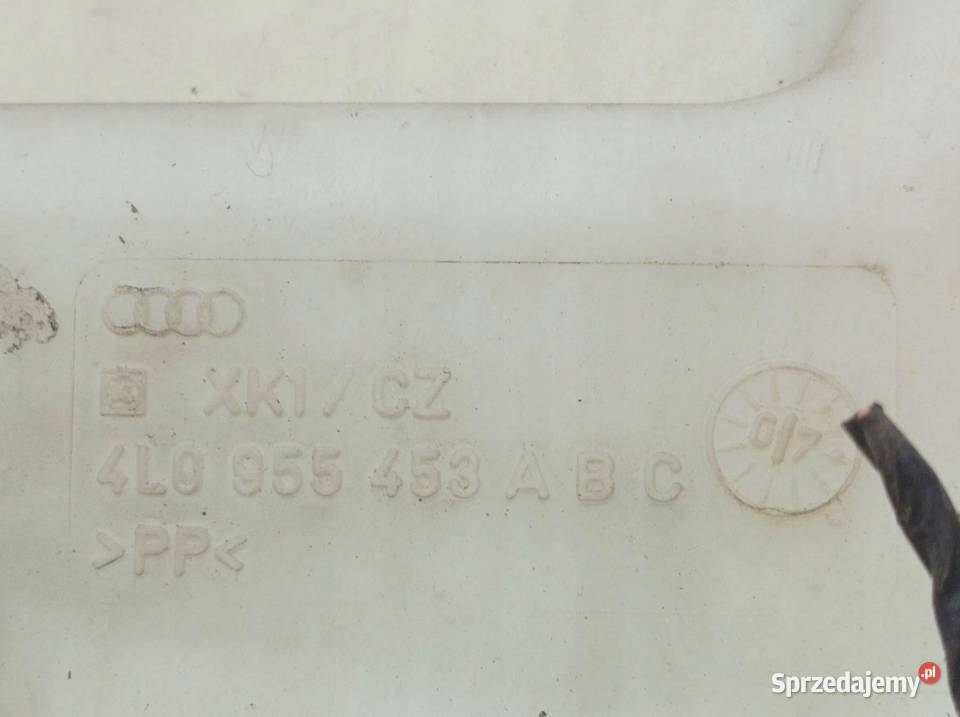 XK1/CZ
4L0 955 453 A B C
>PP<
0/7
Sprzedajemy.pl